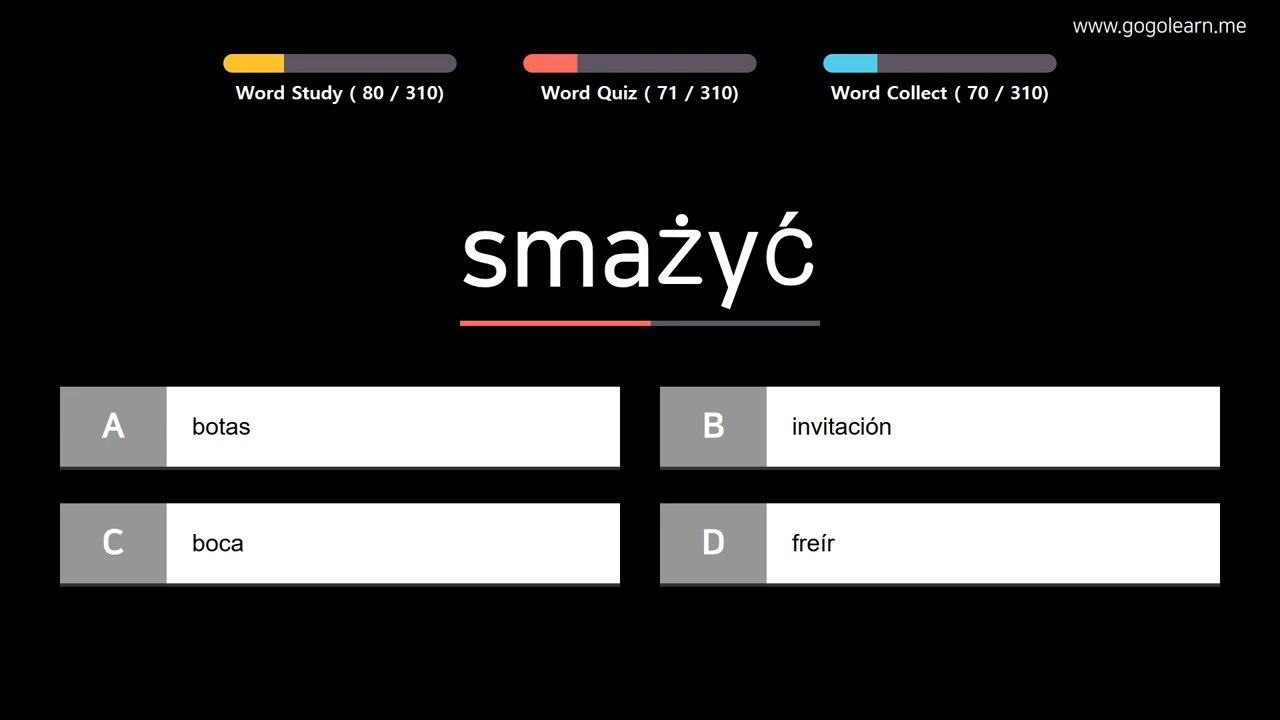 www.gogolearn.me
Word Study ( 80 / 310)
Word Quiz ( 71 / 310)
Word Collect ( 70 / 310)
smażyć
A botas
B invitación
C boca
D freír